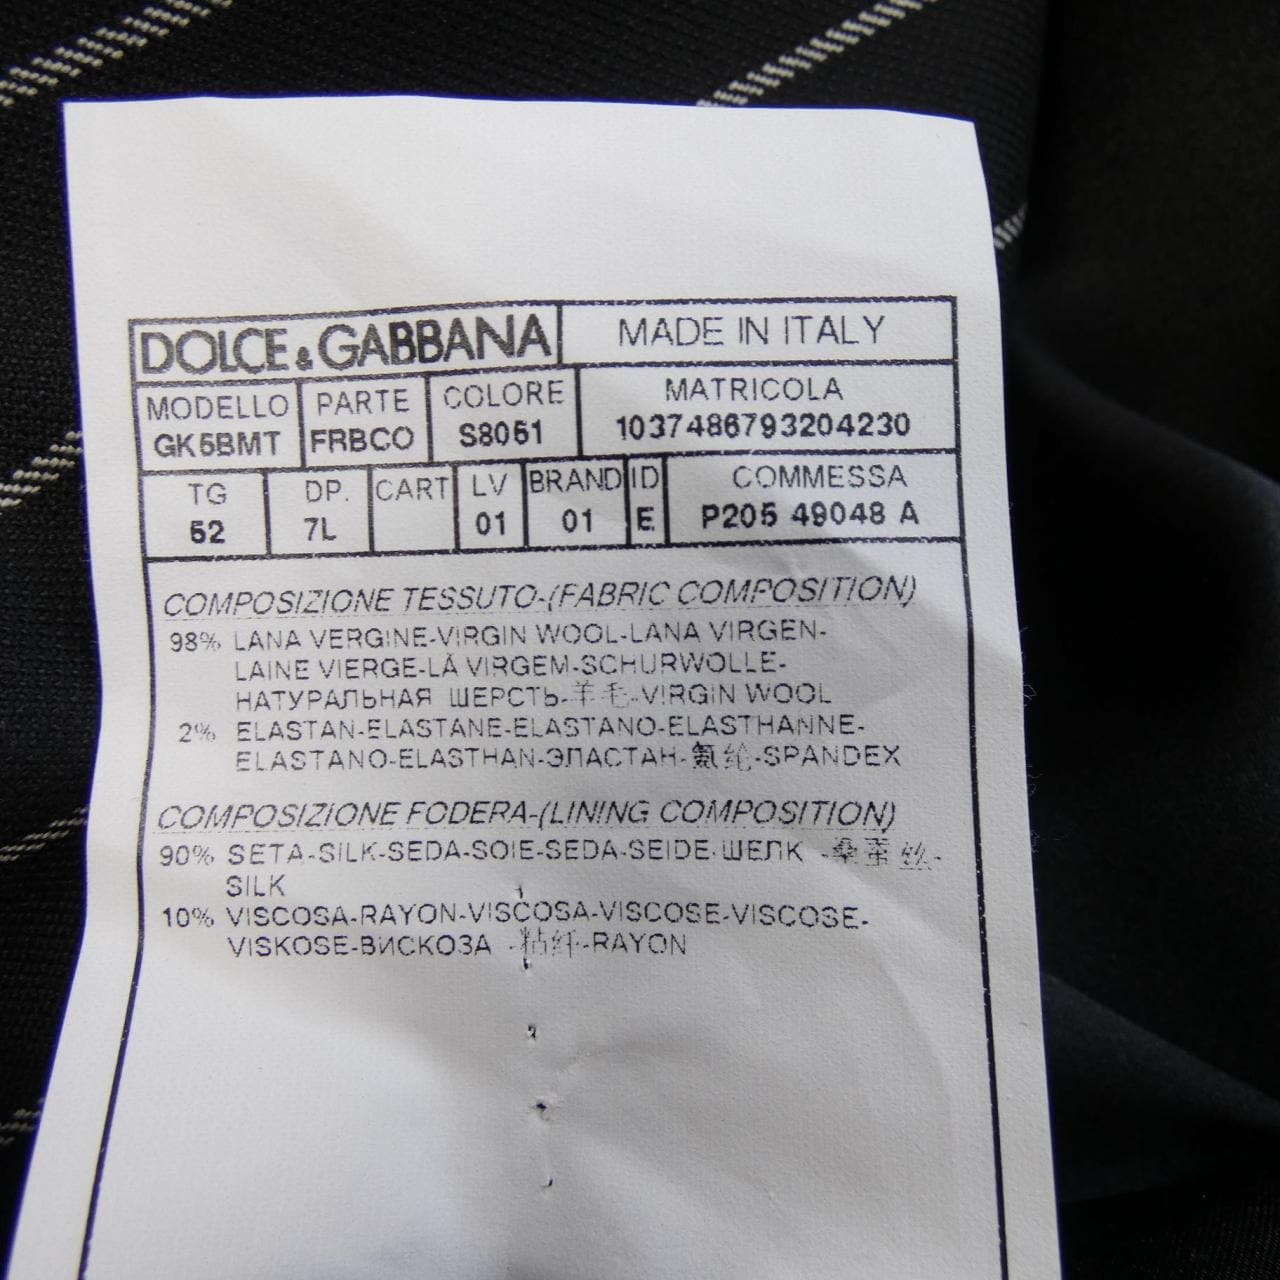 DOLCE & GABBANA MADE IN ITALY
MODELLO PARTE COLORE MATRICOLA
GK5BMT FRBCO S8051 1037486793204230
TG DP. CART LV BRAND ID COMMESSA
52 7L 01 01 E P205 49048 A
COMPOSIZIONE TESSUTO-(FABRIC COMPOSITION)
98% LANA VERGINE-VIRGIN WOOL-LANA VIRGEN-
LAINE VIERGE-LÃ VIRGEM-SCHURWOLLE-
НАТУРАЛЬНАЯ ШЕРСТЬ-羊毛-VIRGIN WOOL
2% ELASTAN-ELASTANE-ELASTANO-ELASTHANNE-
ELASTANO-ELASTHAN-ЭЛАСТАН-氨纶-SPANDEX
COMPOSIZIONE FODERA-(LINING COMPOSITION)
90% SETA-SILK-SEDA-SOIE-SEDA-SEIDE-ШЕЛК -桑蚕丝-
SILK
10% VISCOSA-RAYON-VISCOSA-VISCOSE-VISCOSE-
VISKOSE-ВИСКОЗА -粘纤-RAYON